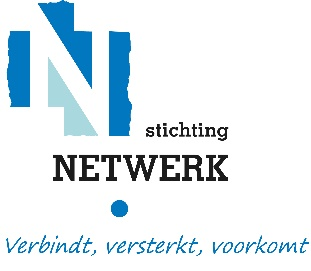 N
stichting
NETWERK
Verbindt, versterkt, voorkomt